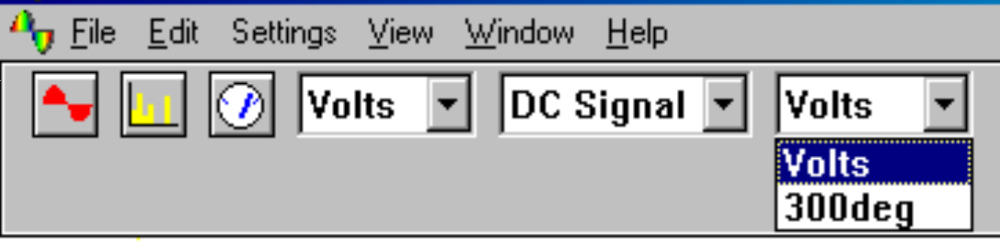 File Edit Settings View Window Help
Volts DC Signal Volts
Volts
300deg